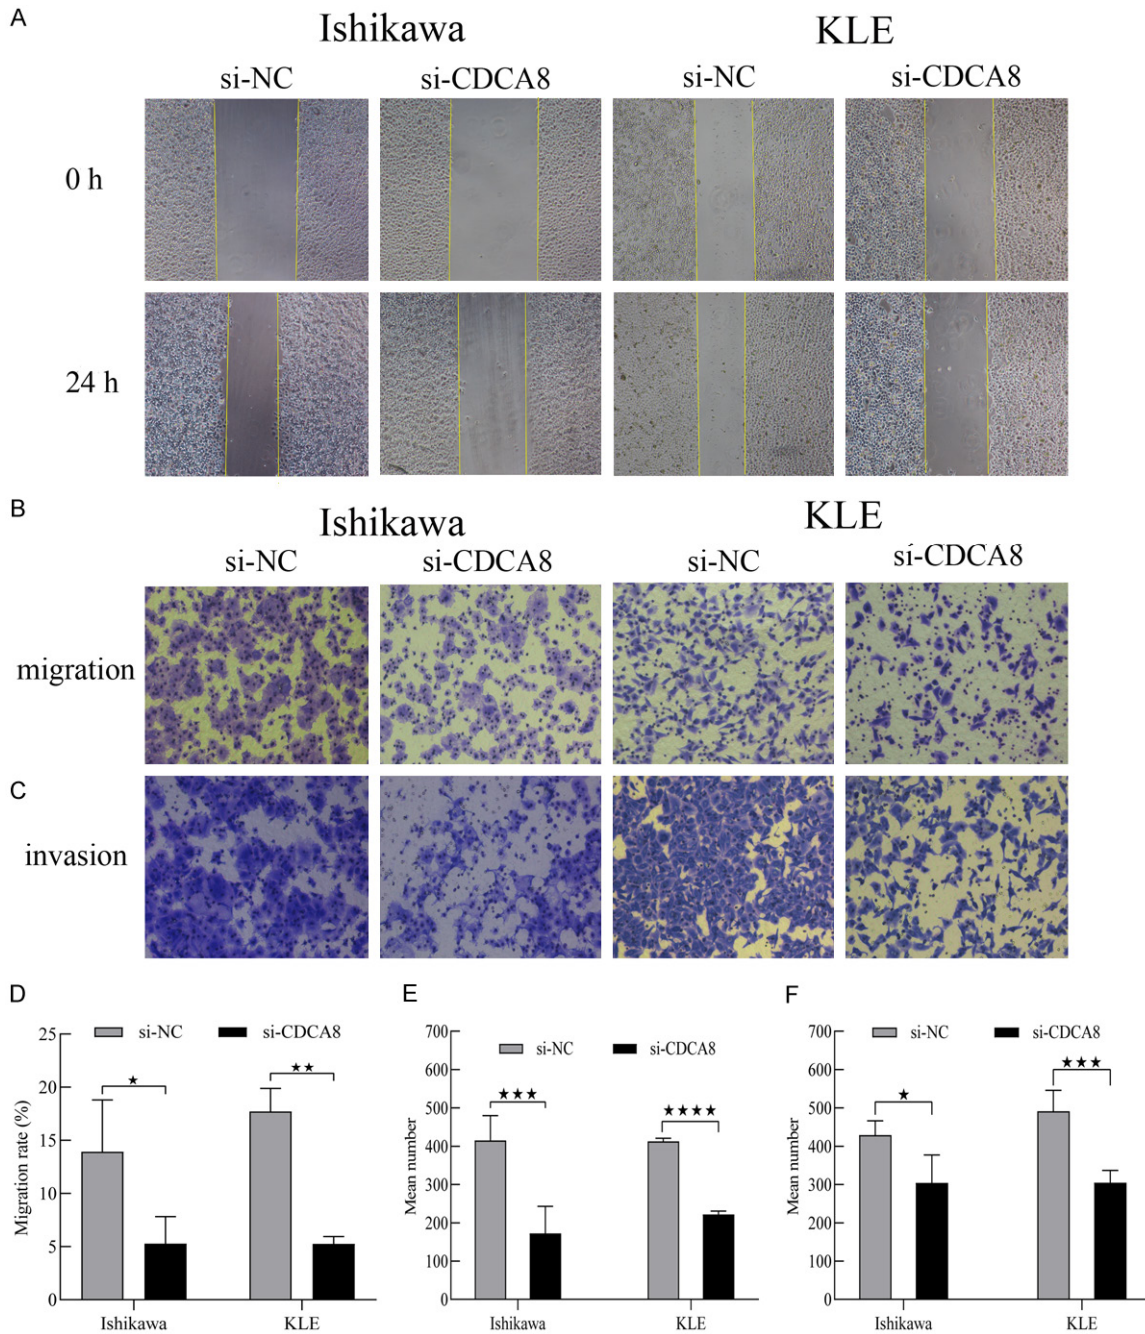 A
Ishikawa KLE
si-NC si-CDCA8 si-NC si-CDCA8
0 h
24 h
B
Ishikawa KLE
si-NC si-CDCA8 si-NC si-CDCA8
migration
C
invasion
D
si-NC si-CDCA8
★ ★★
Migration rate (%)
25
20
15
10
5
0
Ishikawa KLE
E
si-NC si-CDCA8
★★★ ★★★★
Mean number
700
600
500
400
300
200
100
0
Ishikawa KLE
F
si-NC si-CDCA8
★ ★★★
Mean number
700
600
500
400
300
200
100
0
Ishikawa KLE